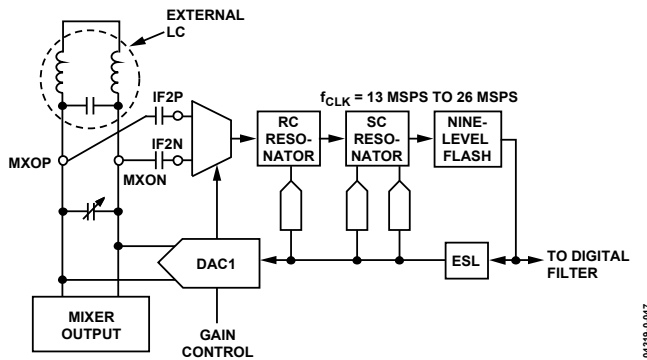 EXTERNAL
LC
IF2P
fCLK = 13 MSPS TO 26 MSPS
RC
RESO-
NATOR
SC
RESO-
NATOR
NINE-
LEVEL
FLASH
IF2N
MXOP
MXON
DAC1
ESL
TO DIGITAL
FILTER
MIXER
OUTPUT
GAIN
CONTROL
04319-0-047